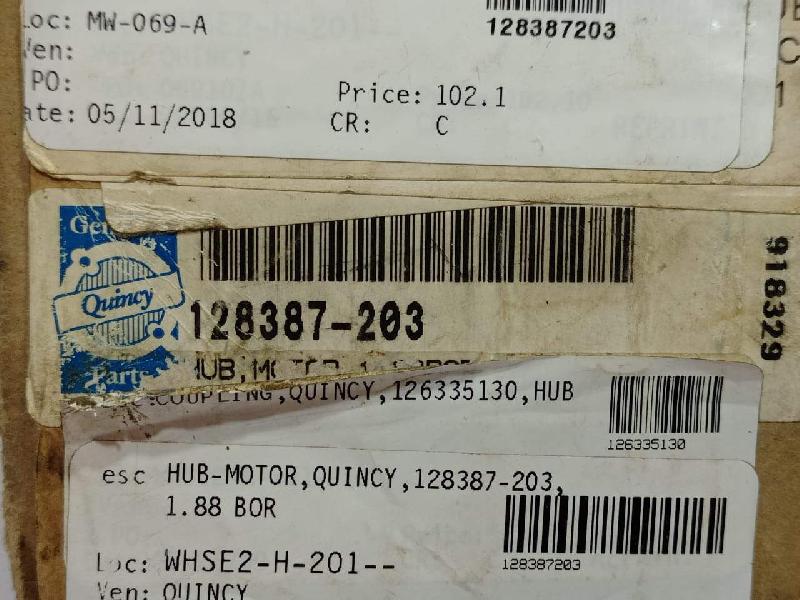 Loc: MW-069-A
128387203
Ven:
PO:
Price: 102.1
ate: 05/11/2018
CR: C
1
Quincy
Parts
128387-203
918329
HUB,MOTOR
COUPLING,QUINCY,126335130,HUB
126335130
esc HUB-MOTOR,QUINCY,128387-203,
1.88 BOR
Loc: WHSE2-H-201--
128387203
Ven: QUINCY